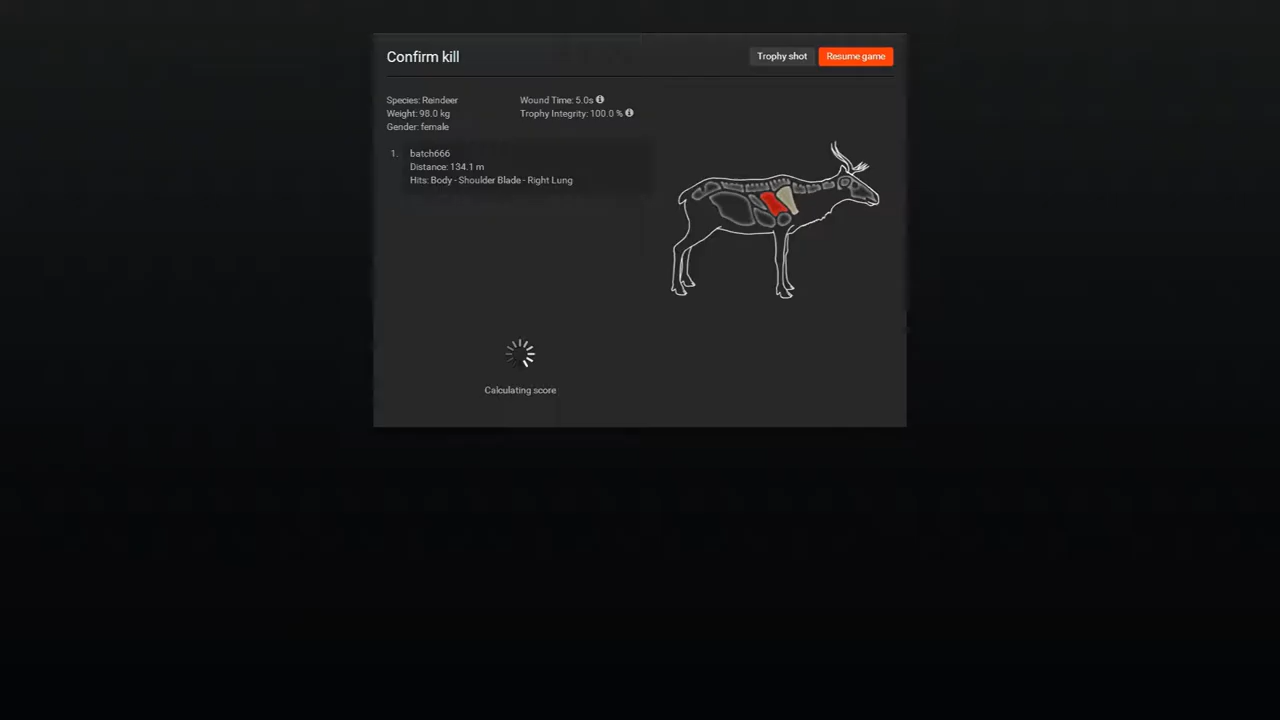 Confirm kill
Trophy shot
Resume game
Species: Reindeer
Weight: 98.0 kg
Gender: female
Wound Time: 5.0s
Trophy Integrity: 100.0 %
1. batch666
Distance: 134.1 m
Hits: Body - Shoulder Blade - Right Lung
Calculating score